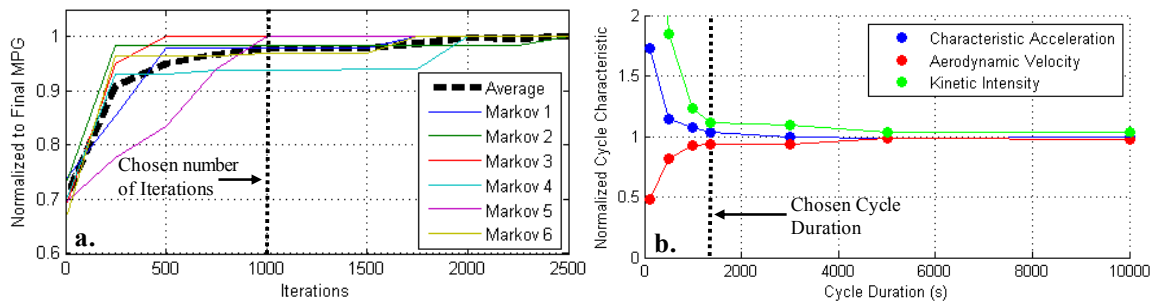 Normalized to Final MPG
1
0.9
0.8
0.7
0.6
0
500
1000
1500
2000
2500
Iterations
a.
Chosen number
of Iterations
Average
Markov 1
Markov 2
Markov 3
Markov 4
Markov 5
Markov 6
Normalized Cycle Characteristic
2
1.5
1
0.5
0
0
2000
4000
6000
8000
10000
Cycle Duration (s)
b.
Chosen Cycle
Duration
Characteristic Acceleration
Aerodynamic Velocity
Kinetic Intensity